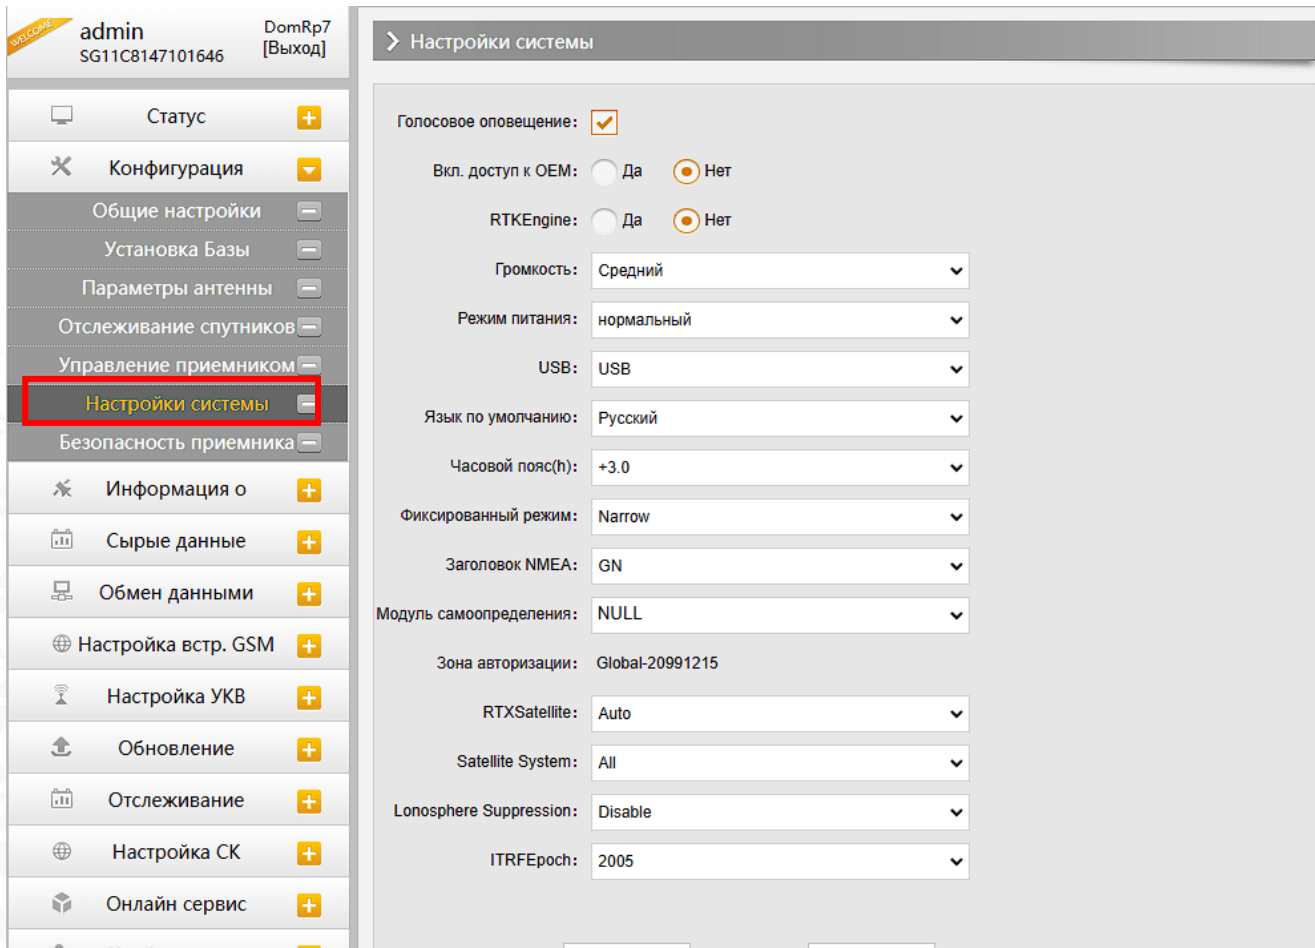 WELCOME
admin
DomRp7
SG11C8147101646
[Выход]
Статус
Конфигурация
Общие настройки
Установка Базы
Параметры антенны
Отслеживание спутников
Управление приемником
Настройки системы
Безопасность приемника
Информация о
Сырые данные
Обмен данными
Настройка встр. GSM
Настройка УКВ
Обновление
Отслеживание
Настройка СК
Онлайн сервис
Настройки системы
Голосовое оповещение:
Вкл. доступ к OEM: Да Нет
RTKEngine: Да Нет
Громкость: Средний
Режим питания: нормальный
USB: USB
Язык по умолчанию: Русский
Часовой пояс(h): +3.0
Фиксированный режим: Narrow
Заголовок NMEA: GN
Модуль самоопределения: NULL
Зона авторизации: Global-20991215
RTXSatellite: Auto
Satellite System: All
Lonosphere Suppression: Disable
ITRFEpoch: 2005